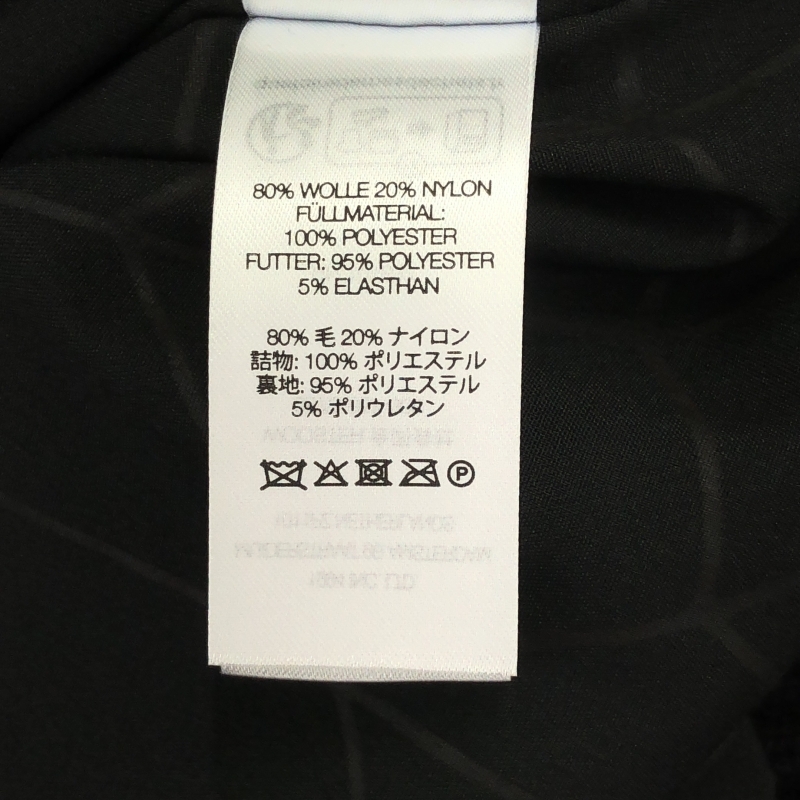 80% WOLLE 20% NYLON
FÜLLMATERIAL:
100% POLYESTER
FUTTER: 95% POLYESTER
5% ELASTHAN
80% 毛 20% ナイロン
詰物: 100% ポリエステル
裏地: 95% ポリエステル
5% ポリウレタン
P